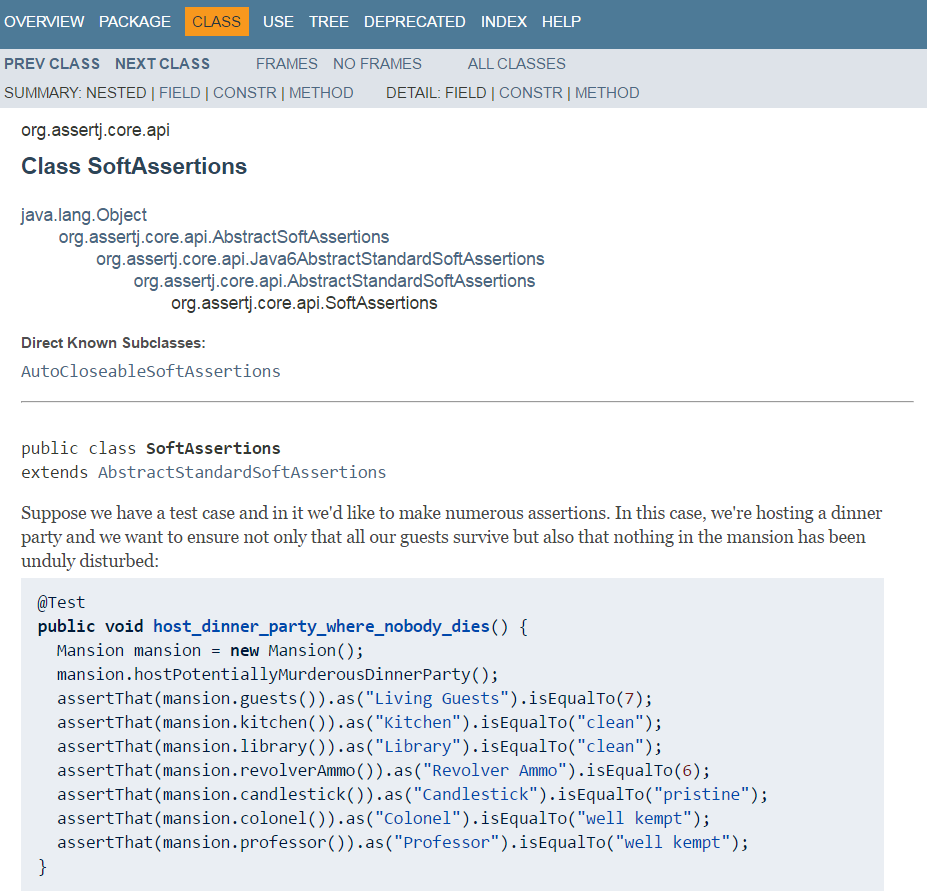 OVERVIEW PACKAGE CLASS USE TREE DEPRECATED INDEX HELP
PREV CLASS NEXT CLASS FRAMES NO FRAMES ALL CLASSES
SUMMARY: NESTED | FIELD | CONSTR | METHOD DETAIL: FIELD | CONSTR | METHOD
org.assertj.core.api
Class SoftAssertions
java.lang.Object
org.assertj.core.api.AbstractSoftAssertions
org.assertj.core.api.Java6AbstractStandardSoftAssertions
org.assertj.core.api.AbstractStandardSoftAssertions
org.assertj.core.api.SoftAssertions
Direct Known Subclasses:
AutoCloseableSoftAssertions
public class SoftAssertions
extends AbstractStandardSoftAssertions
Suppose we have a test case and in it we'd like to make numerous assertions. In this case, we're hosting a dinner
party and we want to ensure not only that all our guests survive but also that nothing in the mansion has been
unduly disturbed:
@Test
public void host_dinner_party_where_nobody_dies() {
  Mansion mansion = new Mansion();
  mansion.hostPotentiallyMurderousDinnerParty();
  assertThat(mansion.guests()).as("Living Guests").isEqualTo(7);
  assertThat(mansion.kitchen()).as("Kitchen").isEqualTo("clean");
  assertThat(mansion.library()).as("Library").isEqualTo("clean");
  assertThat(mansion.revolverAmmo()).as("Revolver Ammo").isEqualTo(6);
  assertThat(mansion.candlestick()).as("Candlestick").isEqualTo("pristine");
  assertThat(mansion.colonel()).as("Colonel").isEqualTo("well kempt");
  assertThat(mansion.professor()).as("Professor").isEqualTo("well kempt");
}